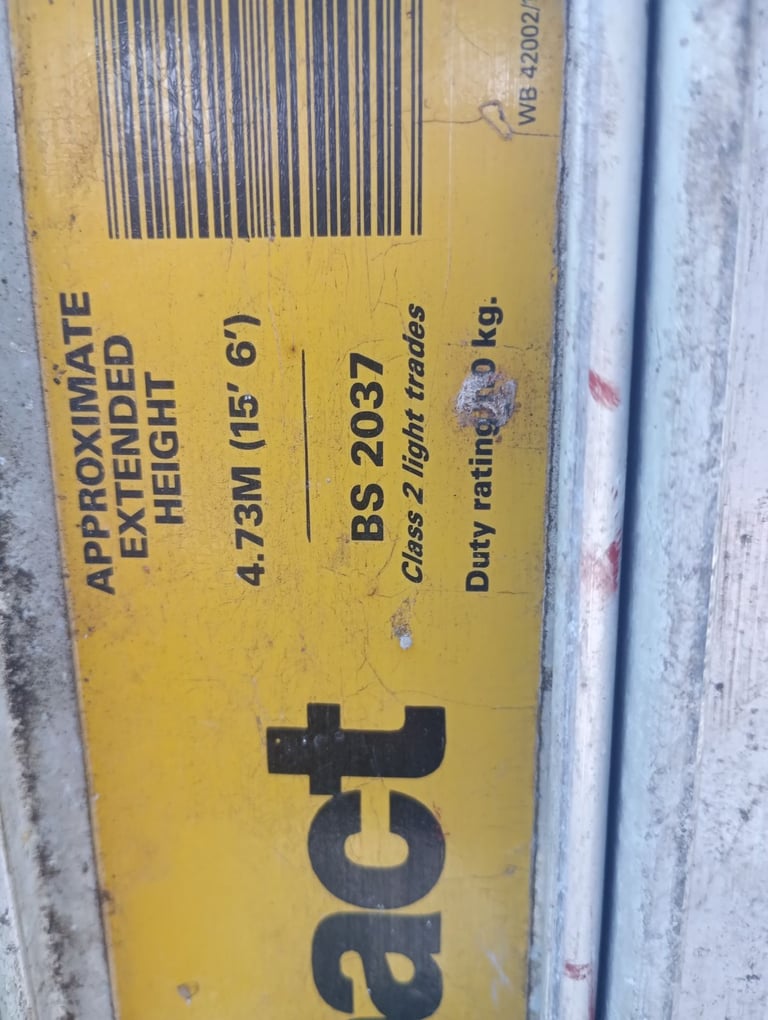 APPROXIMATE
EXTENDED
HEIGHT
4.73M (15' 6')
BS 2037
Class 2 light trades
Duty rating kg.
WB 42002/
act